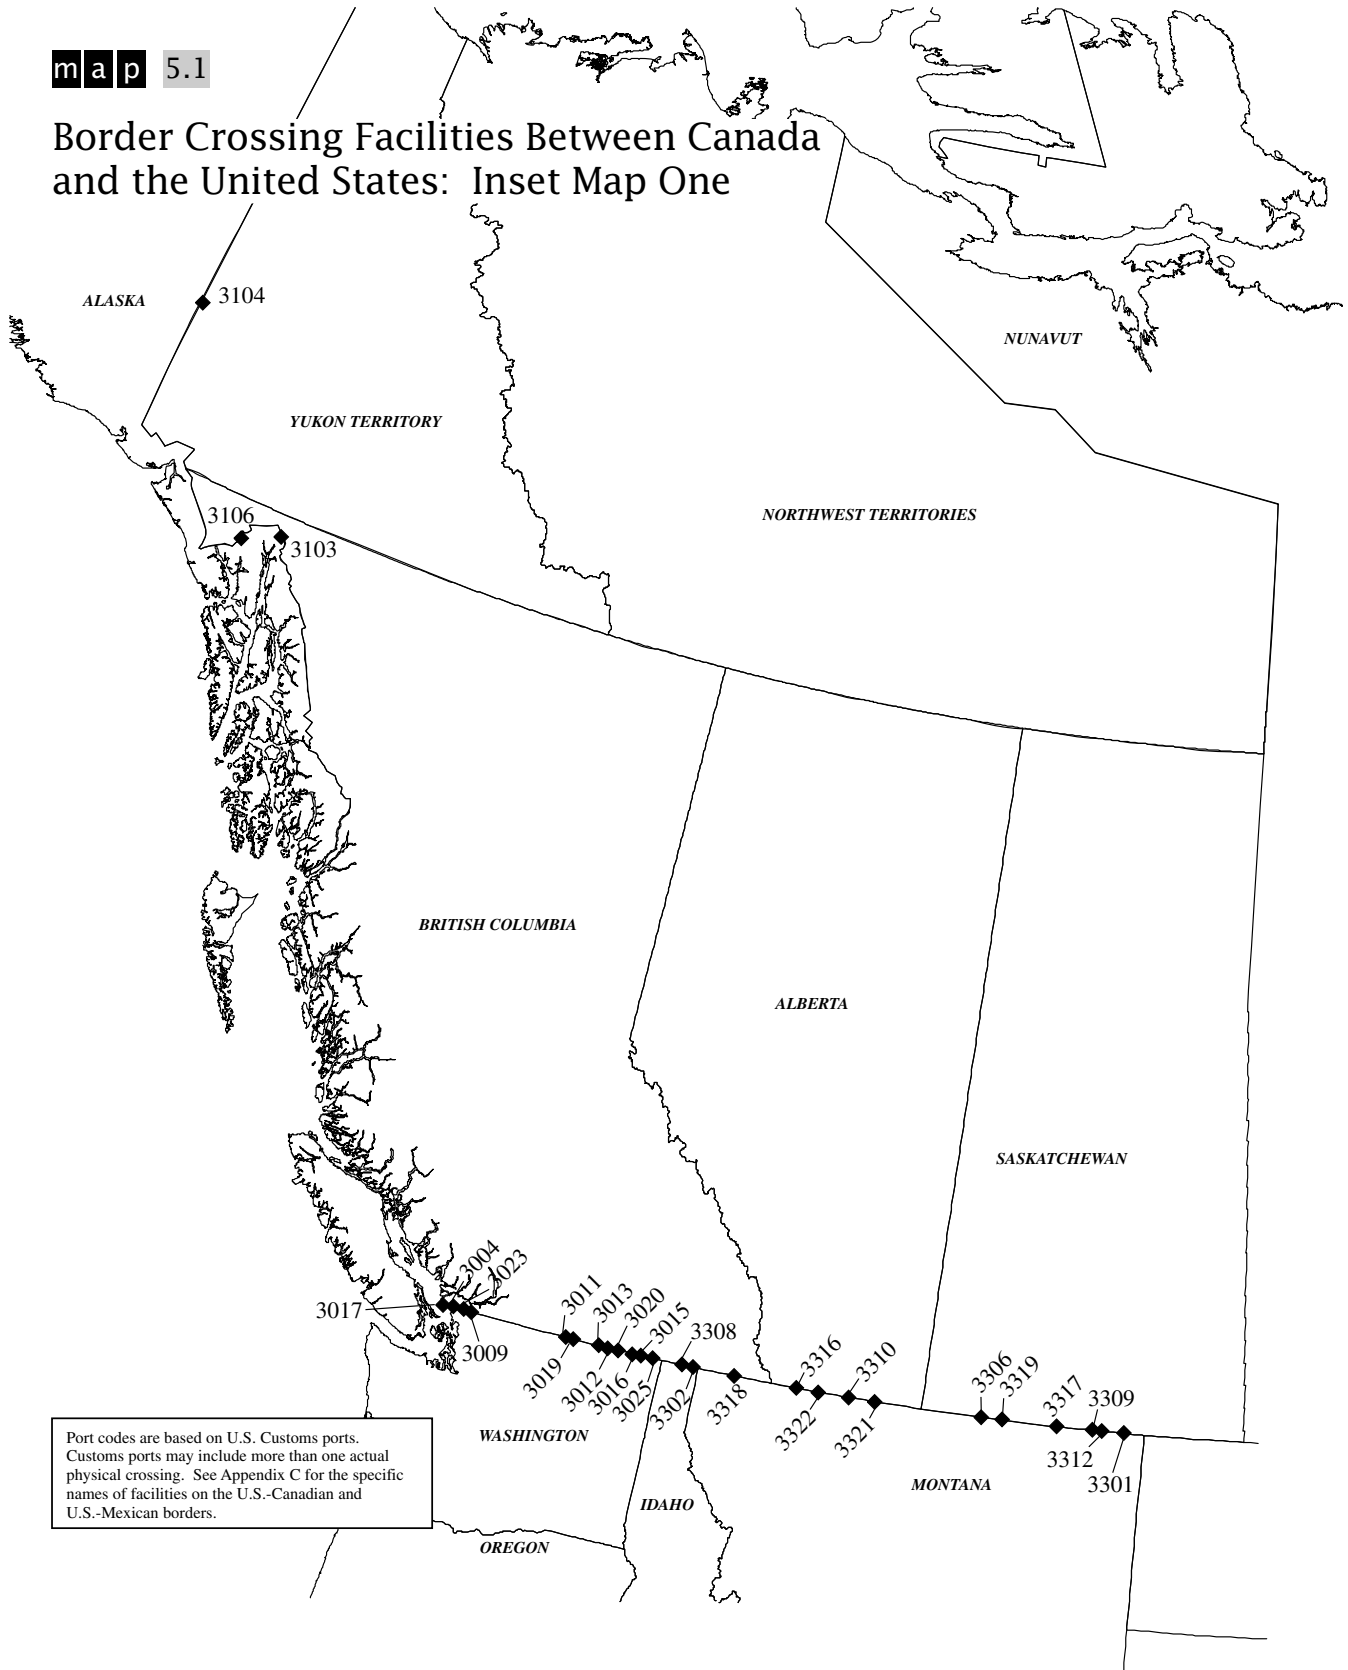 map 5.1
Border Crossing Facilities Between Canada
and the United States: Inset Map One
ALASKA
3104
NUNAVUT
YUKON TERRITORY
NORTHWEST TERRITORIES
3106
3103
BRITISH COLUMBIA
ALBERTA
SASKATCHEWAN
3004
3023
3017
3009
3011
3013
3020
3015
3308
3019
3012
3016
3025
3302
3318
3316
3310
3322
3321
3306
3319
3317
3309
3312
3301
WASHINGTON
IDAHO
MONTANA
OREGON
Port codes are based on U.S. Customs ports.
Customs ports may include more than one actual
physical crossing. See Appendix C for the specific
names of facilities on the U.S.-Canadian and
U.S.-Mexican borders.